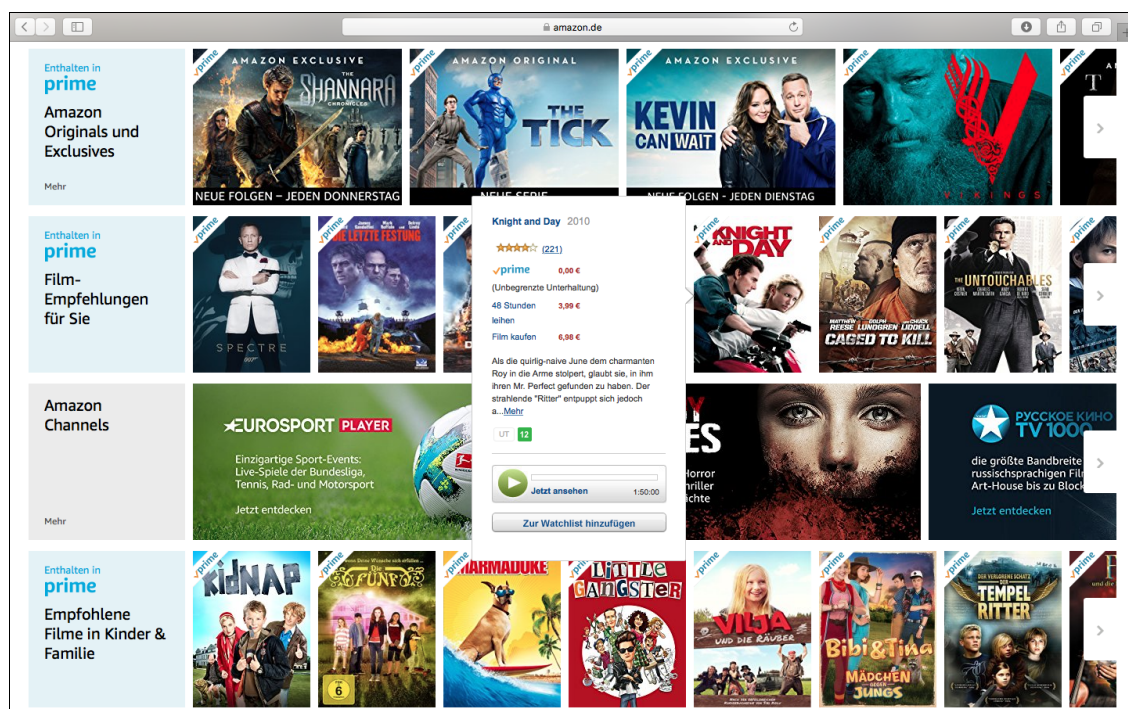 amazon.de
Enthalten in
prime
Amazon
Originals und
Exclusives
Mehr
prime
AMAZON EXCLUSIVE
THE
SHANNARA
CHRONICLES
NEUE FOLGEN – JEDEN DONNERSTAG
prime
AMAZON ORIGINAL
THE
TICK
NEUE SERIE
prime
AMAZON EXCLUSIVE
KEVIN
CAN WAIT
NEUE FOLGEN - JEDEN DIENSTAG
prime
VIKINGS
prime
Enthalten in
prime
Film-
Empfehlungen
für Sie
prime
SPECTRE
007
prime
DIE LETZTE FESTUNG
prime
Knight and Day 2010
(221)
prime 0,00 €
(Unbegrenzte Unterhaltung)
48 Stunden 3,99 €
leihen
Film kaufen 6,98 €
Als die quirlig-naive June dem charmanten
Roy in die Arme stolpert, glaubt sie, in ihm
ihren Mr. Perfect gefunden zu haben. Der
strahlende "Ritter" entpuppt sich jedoch
a...Mehr
UT 12
Jetzt ansehen 1:50:00
Zur Watchlist hinzufügen
prime
KNIGHT
AND DAY
prime
MATTHEW DOLPH CHUCK
REESE LUNDGREN LIDDELL
CAGED TO KILL
prime
THE UNTOUCHABLES
prime
Amazon
Channels
Mehr
EUROSPORT PLAYER
Einzigartige Sport-Events:
Live-Spiele der Bundesliga,
Tennis, Rad- und Motorsport
Jetzt entdecken
РУССКОЕ КИНО
TV 1000
die größte Bandbreite
russischsprachigen
Art-House bis zu
Jetzt entdecken
Enthalten in
prime
Empfohlene
Filme in Kinder &
Familie
prime
KIDNAP
prime
Die
FÜNF
6
prime
MARMADUKE
prime
LITTLE
GANGSTER
prime
VILJA
UND DIE RÄUBER
prime
Bibi & Tina
MÄDCHEN
GEGEN
JUNGS
prime
DER VERLORENE SCHATZ
DER
TEMPEL
RITTER
prime